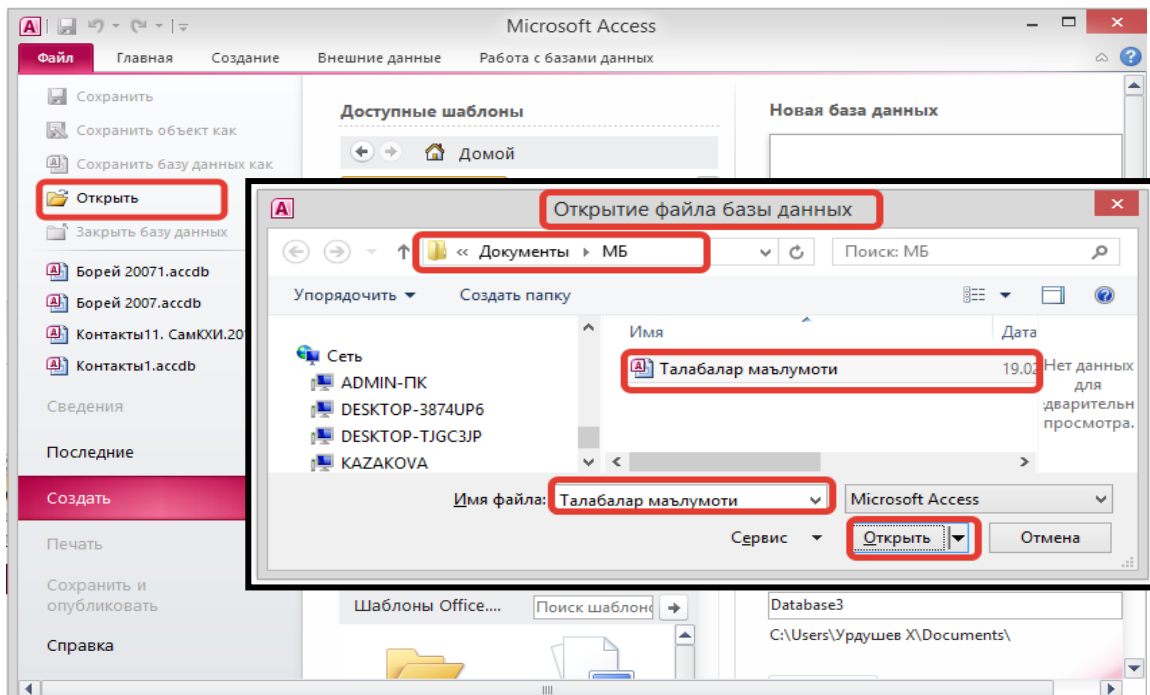 Microsoft Access
Файл Главная Создание Внешние данные Работа с базами данных
Сохранить
Сохранить объект как
Сохранить базу данных как
Открыть
Закрыть базу данных
Борей 20071.accdb
Борей 2007.accdb
Контакты11. СамКХИ.20
Контакты1.accdb
Сведения
Последние
Создать
Печать
Сохранить и
опубликовать
Справка
Доступные шаблоны
Домой
Новая база данных
Открытие файла базы данных
« Документы МБ
Поиск: МБ
Упорядочить Создать папку
Сеть
ADMIN-ПК
DESKTOP-3874UP6
DESKTOP-TJGC3JP
KAZAKOVA
Имя Дата
Талабалар маълумоти 19.02
Нет данных
для
дварительн
просмотра.
Имя файла: Талабалар маълумоти Microsoft Access
Сервис Открыть Отмена
Шаблоны Office.... Поиск шаблоно
Database3
C:\Users\Урдушев Х\Documents\